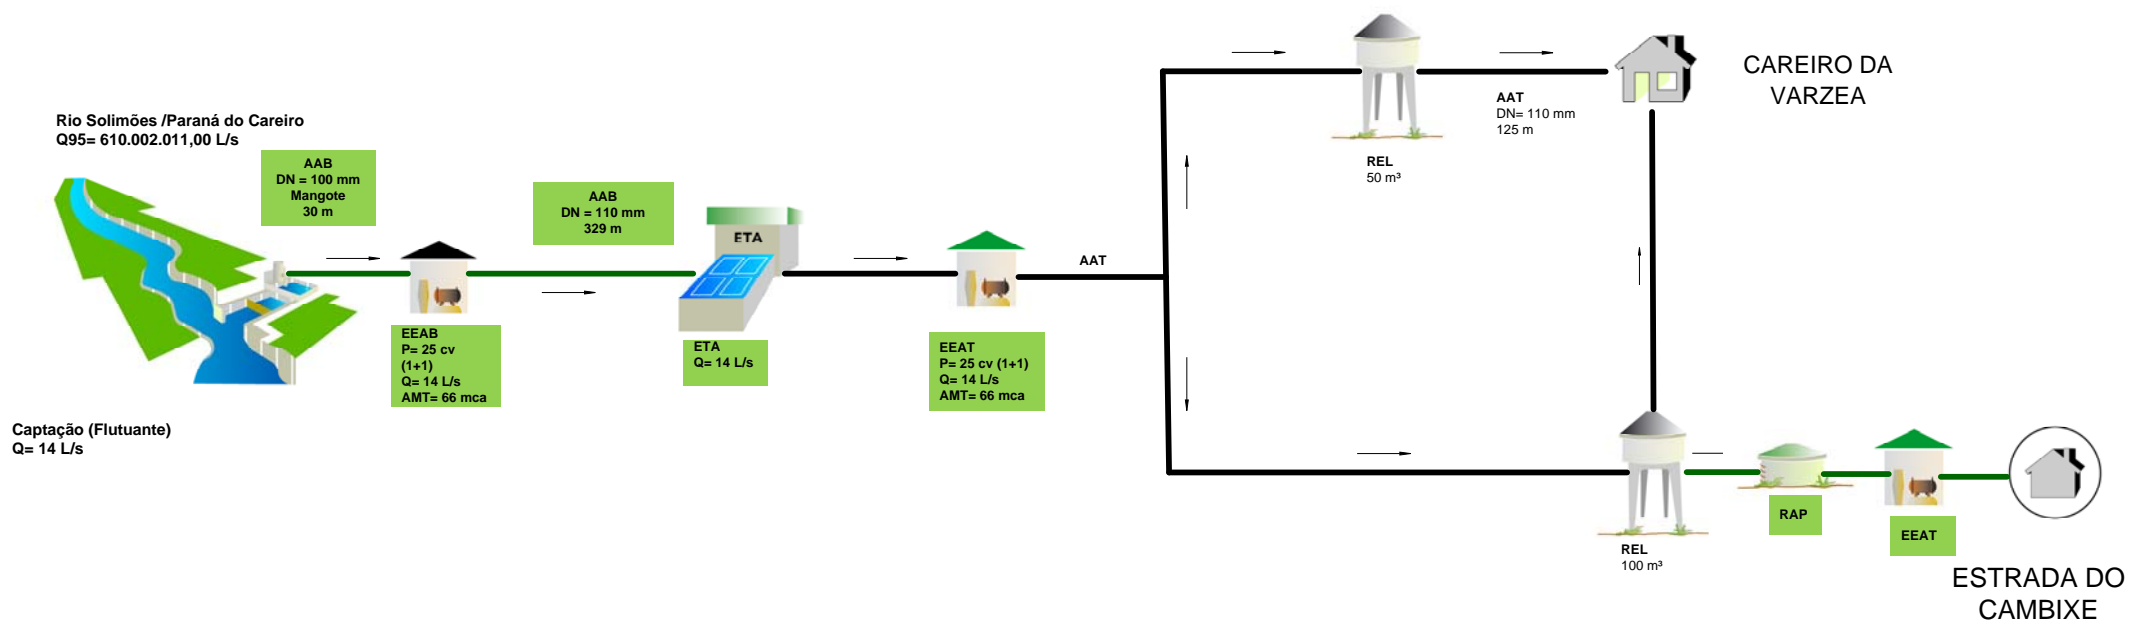 Rio Solimões /Paraná do Careiro
Q95= 610.002.011,00 L/s
AAB
DN = 100 mm
Mangote
30 m
AAB
DN = 110 mm
329 m
ETA
EEAB
P= 25 cv
(1+1)
Q= 14 L/s
AMT= 66 mca
ETA
Q= 14 L/s
EEAT
P= 25 cv (1+1)
Q= 14 L/s
AMT= 66 mca
Captação (Flutuante)
Q= 14 L/s
AAT
REL
50 m³
AAT
DN= 110 mm
125 m
CAREIRO DA
VARZEA
REL
100 m³
RAP
EEAT
ESTRADA DO
CAMBIXE